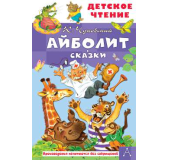 ДЕТСКОЕ ЧТЕНИЕ
К. Чуковский
АЙБОЛИТ
СКАЗКИ